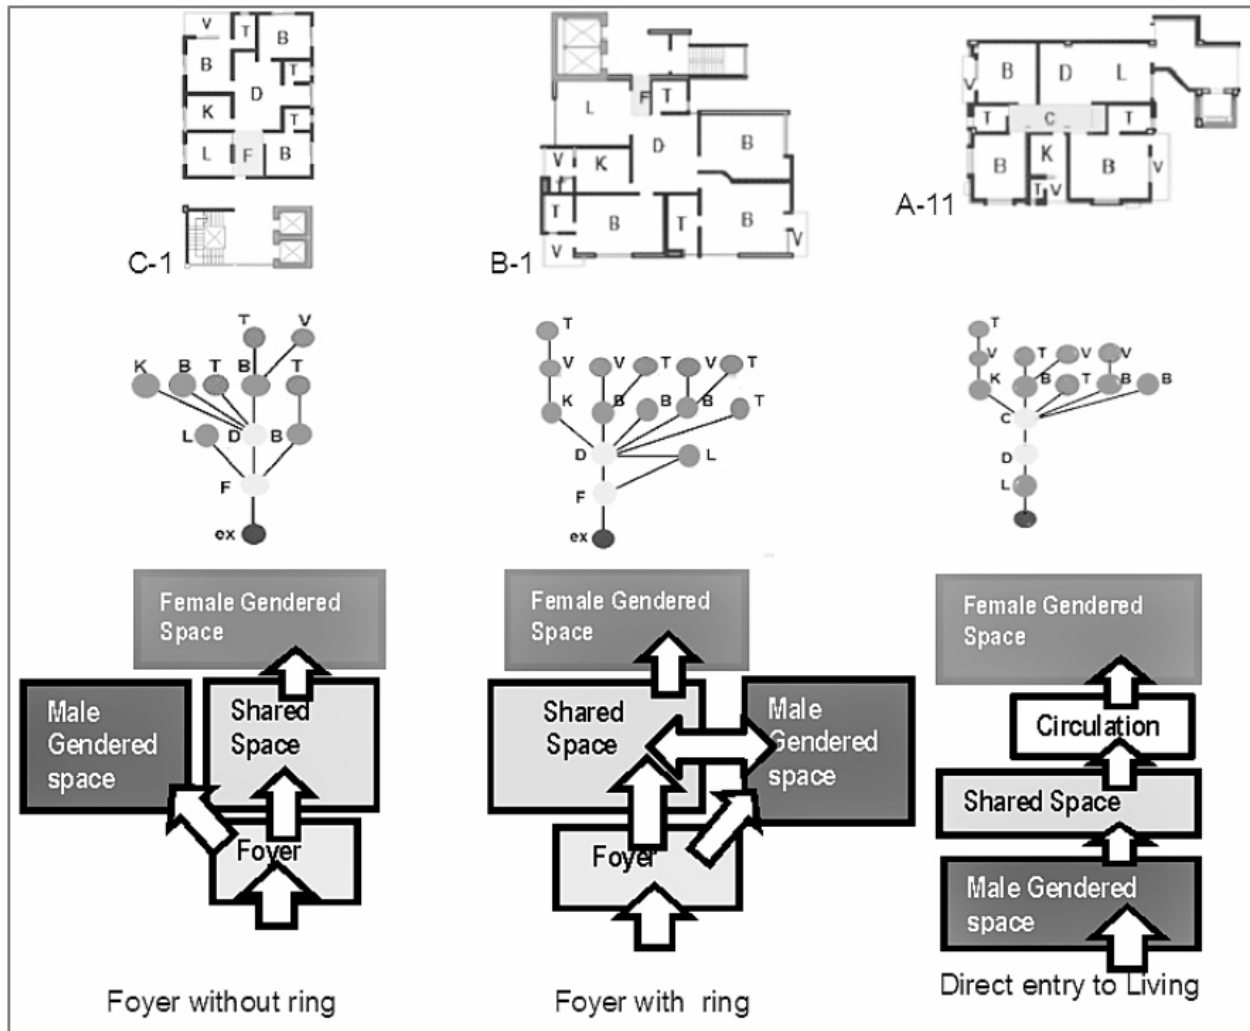 V
T
B
B
T
D
K
T
L
F
B
C-1
F
T
L
D
B
V
K
T
B
T
B
V
V
B-1
B
D
L
V
T
C
T
B
K
B
V
T V
A-11
T
V
K
B
T
B
T
L
D
B
F
ex
T
V
V
T
V
T
K
B
B
B
T
D
L
F
ex
T
V
T
V
V
K
B
T
B
B
C
D
L
Female Gendered
Space
Male
Gendered
space
Shared
Space
Foyer
Foyer without ring
Female Gendered
Space
Shared
Space
Male
Gendered
space
Foyer
Foyer with ring
Female Gendered
Space
Circulation
Shared Space
Male Gendered
space
Direct entry to Living